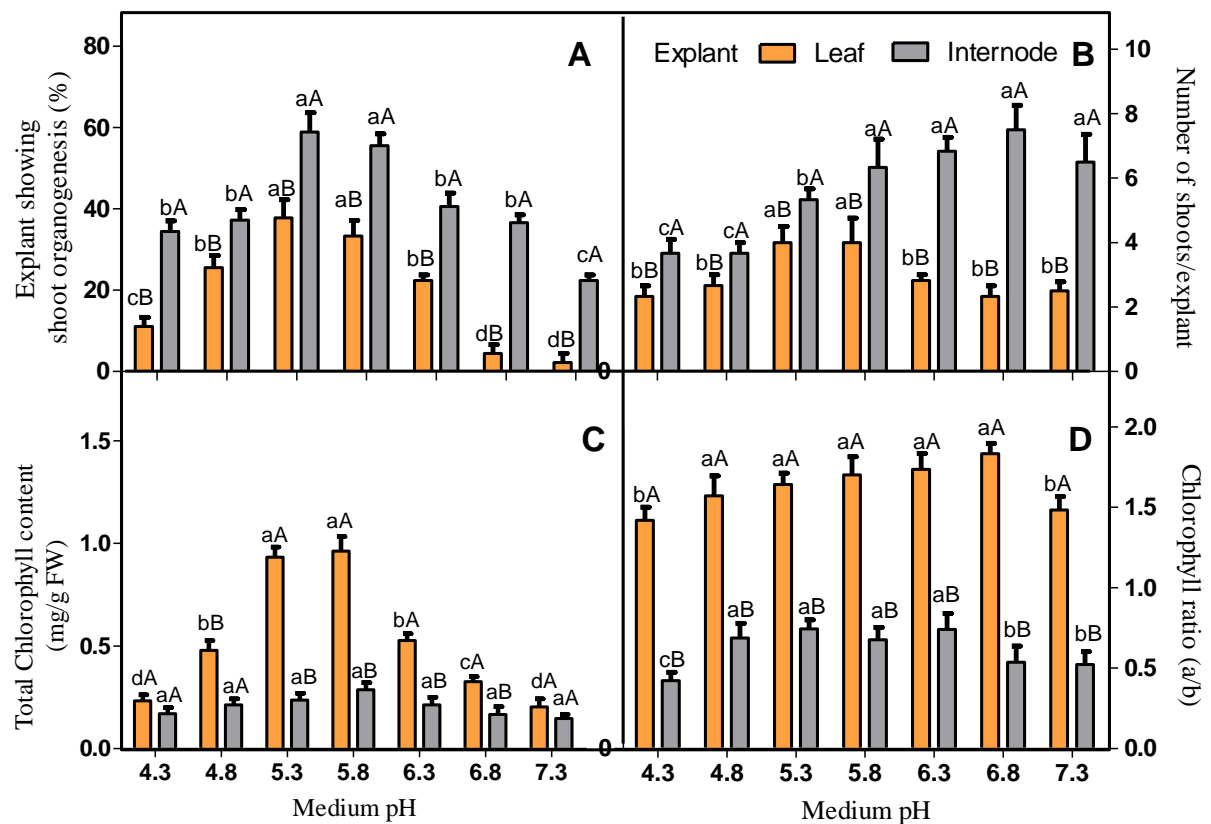 A
Explant showing
shoot organogenesis (%)
80
60
40
20
0
cB
bA
bB
bA
aB
aA
aB
aA
bB
bA
dB
bA
dB
cA
0
Explant Leaf Internode B
Number of shoots/explant
10
8
6
4
2
0
bB
cA
bB
cA
aB
bA
aB
aA
bB
aA
bB
aA
bB
aA
C
Total Chlorophyll content
(mg/g FW)
1.5
1.0
0.5
0.0
dA
aA
bB
aA
aA
aB
aA
aB
bA
aB
cA
aB
dA
aA
0
4.3 4.8 5.3 5.8 6.3 6.8 7.3
Medium pH
D
Chlorophyll ratio (a/b)
2.0
1.5
1.0
0.5
0.0
bA
cB
aA
aB
aA
aB
aA
aB
aA
aB
aA
bB
bA
bB
4.3 4.8 5.3 5.8 6.3 6.8 7.3
Medium pH